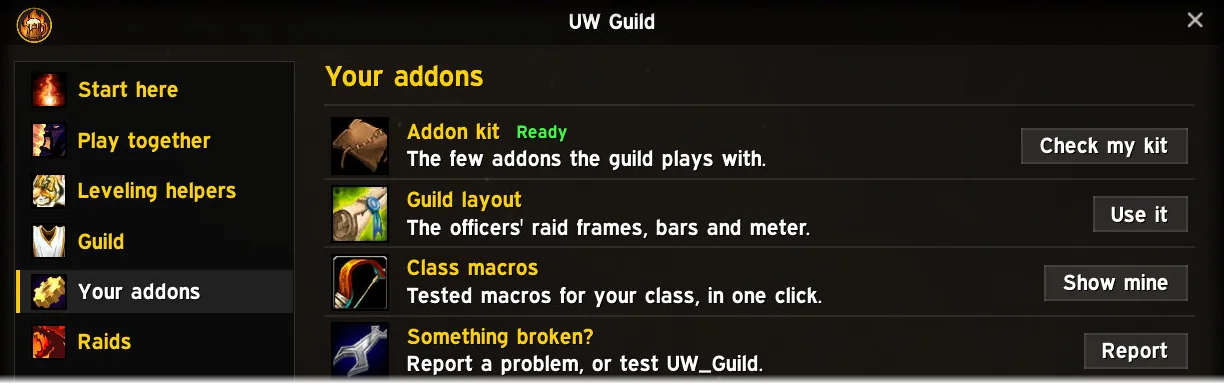 UW Guild
Start here
Play together
Leveling helpers
Guild
Your addons
Raids
Your addons
Addon kit Ready
The few addons the guild plays with.
Check my kit
Guild layout
The officers' raid frames, bars and meter.
Use it
Class macros
Tested macros for your class, in one click.
Show mine
Something broken?
Report a problem, or test UW_Guild.
Report